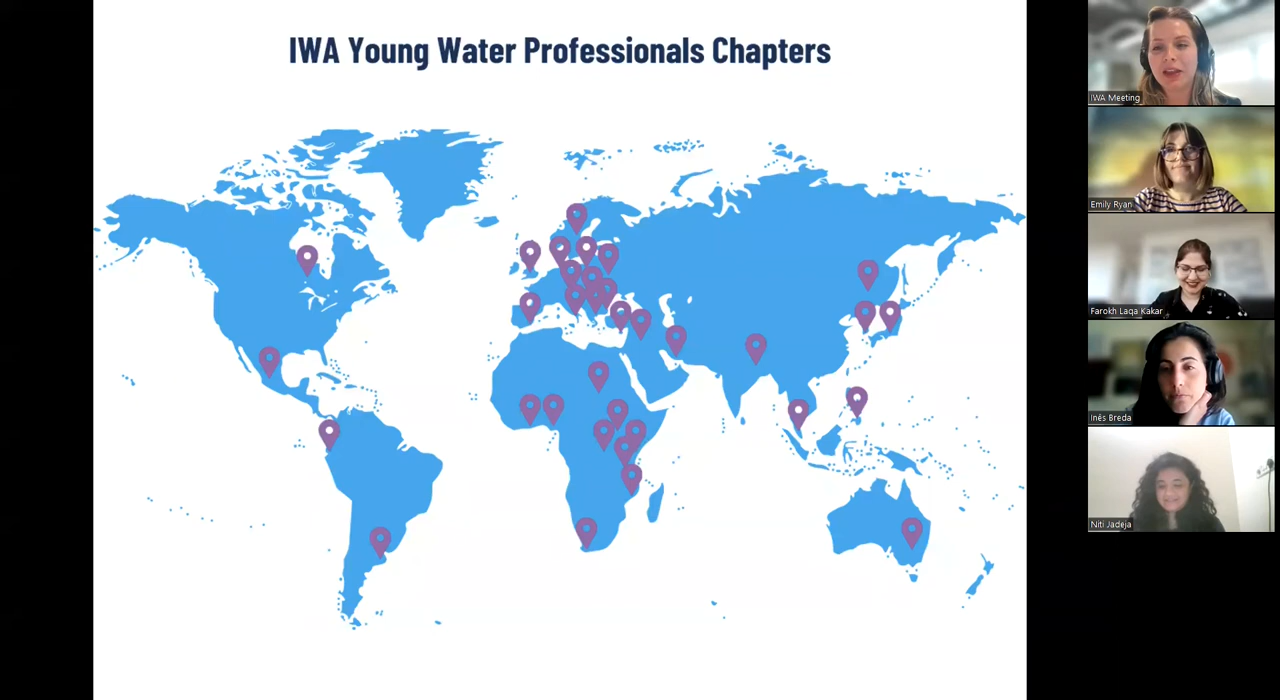 IWA Young Water Professionals Chapters
IWA Meeting
Emily Ryan
Farokh Laqa Kakar
Inês Breda
Niti Jadeja